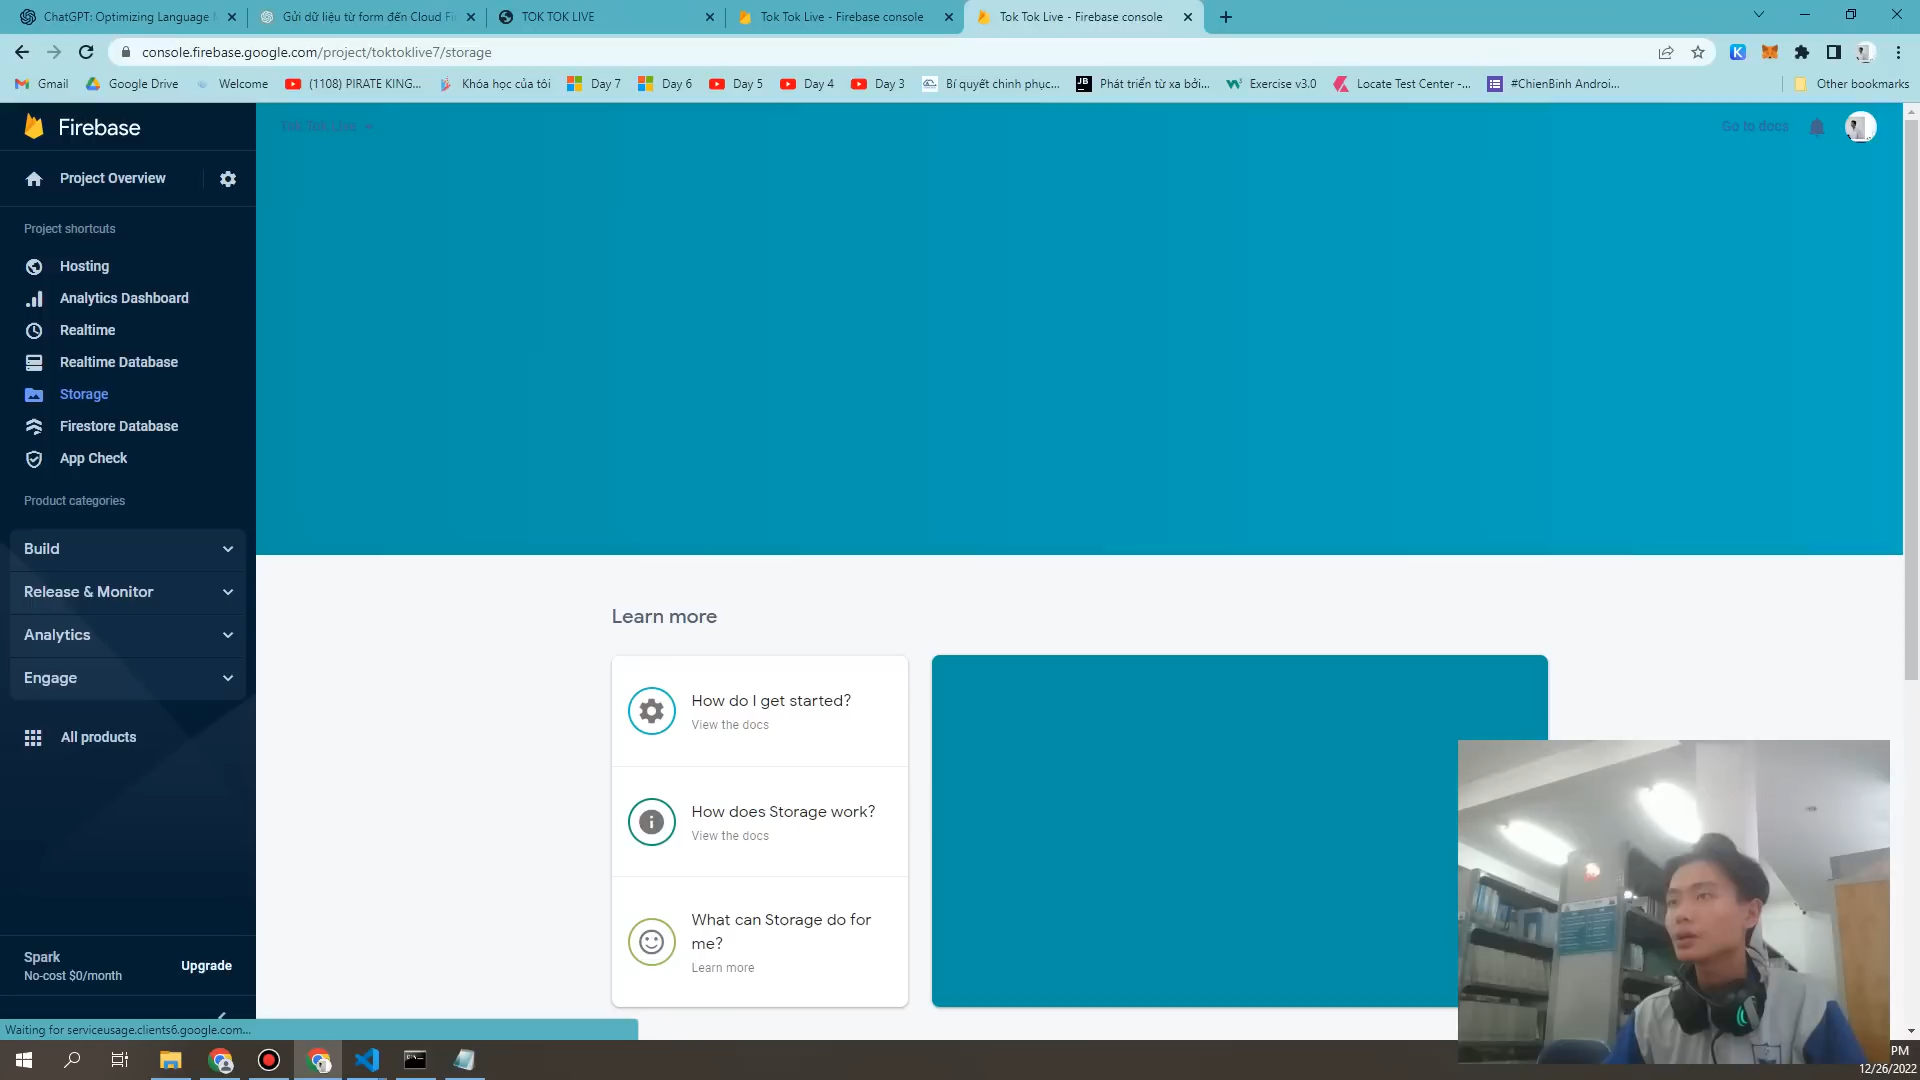 ChatGPT: Optimizing Language
Gửi dữ liệu từ form đến Cloud Fi
TOK TOK LIVE
Tok Tok Live - Firebase console
Tok Tok Live - Firebase console
console.firebase.google.com/project/toktoklive7/storage
Gmail
Google Drive
Welcome
(1108) PIRATE KING...
Khóa học của tôi
Day 7
Day 6
Day 5
Day 4
Day 3
Bí quyết chinh phục...
Phát triển từ xa bởi...
Exercise v3.0
Locate Test Center -...
#ChienBinh Androi...
Other bookmarks
Firebase
Tok Tok Live
Go to docs
Project Overview
Project shortcuts
Hosting
Analytics Dashboard
Realtime
Realtime Database
Storage
Firestore Database
App Check
Product categories
Build
Release & Monitor
Analytics
Engage
All products
Learn more
How do I get started?
View the docs
How does Storage work?
View the docs
What can Storage do for
me?
Learn more
Spark
No-cost $0/month
Upgrade
Waiting for serviceusage.clients6.google.com...
PM
12/26/2022